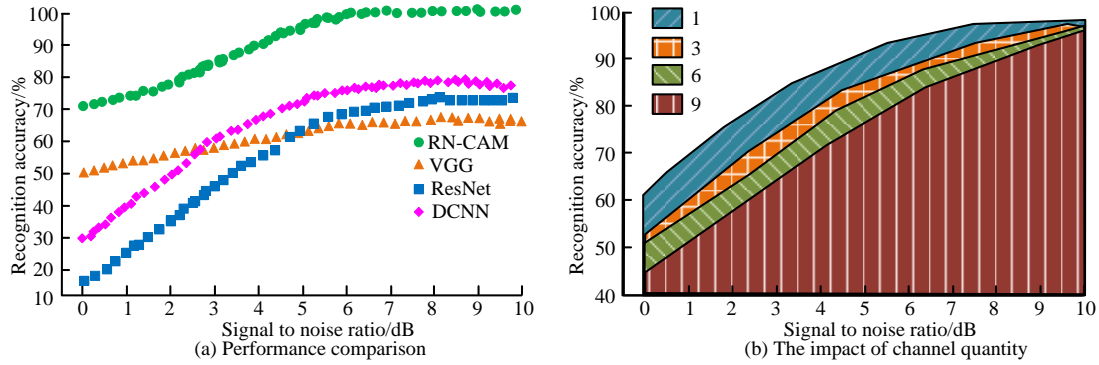 Recognition accuracy/%
100
90
80
70
60
50
40
30
20
10
0 1 2 3 4 5 6 7 8 9 10
RN-CAM
VGG
ResNet
DCNN
Signal to noise ratio/dB
(a) Performance comparison
Recognition accuracy/%
100
90
80
70
60
50
40
0 1 2 3 4 5 6 7 8 9 10
1
3
6
9
Signal to noise ratio/dB
(b) The impact of channel quantity